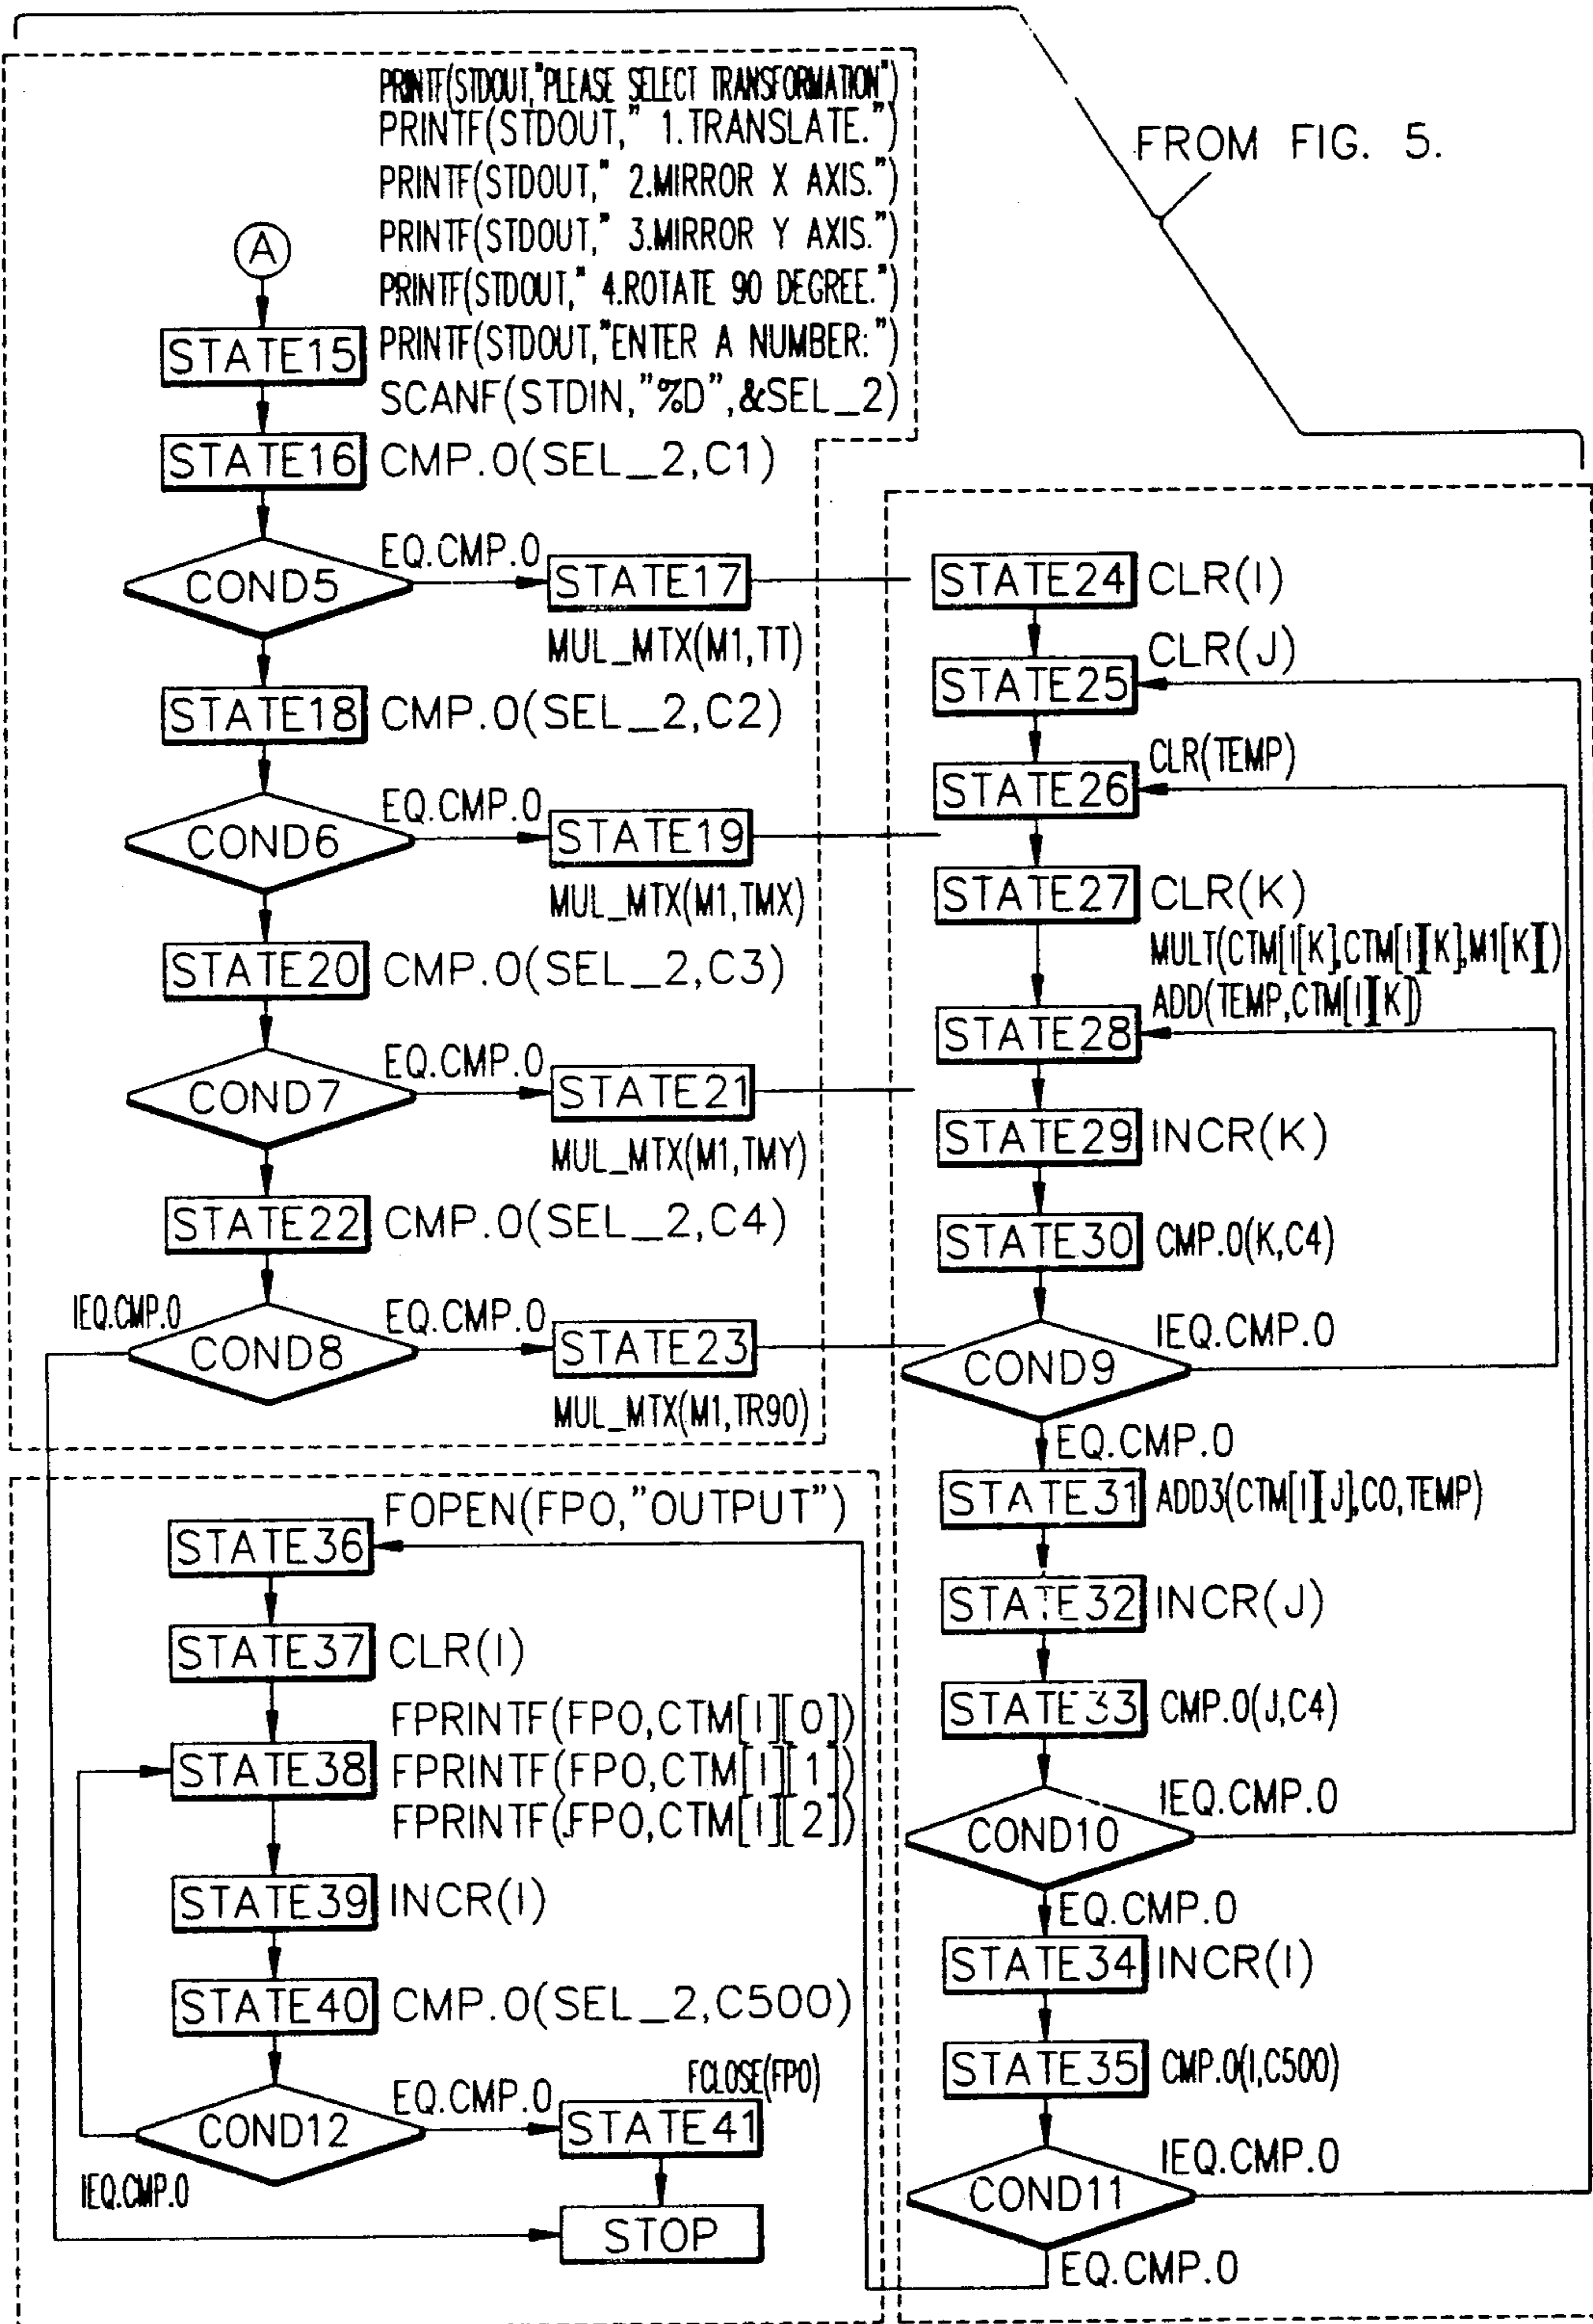 FROM FIG. 5.
PRINTF(STDOUT,"PLEASE SELECT TRANSFORMATION")
PRINTF(STDOUT," 1.TRANSLATE.")
PRINTF(STDOUT," 2.MIRROR X AXIS.")
PRINTF(STDOUT," 3.MIRROR Y AXIS.")
PRINTF(STDOUT," 4.ROTATE 90 DEGREE.")
PRINTF(STDOUT,"ENTER A NUMBER:")
SCANF(STDIN,"%D",&SEL_2)
A
STATE15
STATE16 CMP.0(SEL_2,C1)
COND5 EQ.CMP.0 STATE17
MUL_MTX(M1,TT)
STATE18 CMP.0(SEL_2,C2)
COND6 EQ.CMP.0 STATE19
MUL_MTX(M1,TMX)
STATE20 CMP.0(SEL_2,C3)
COND7 EQ.CMP.0 STATE21
MUL_MTX(M1,TMY)
STATE22 CMP.0(SEL_2,C4)
IEQ.CMP.0 COND8 EQ.CMP.0 STATE23
MUL_MTX(M1,TR90)
STATE24 CLR(I)
CLR(J)
STATE25
CLR(TEMP)
STATE26
STATE27 CLR(K)
MULT(CTM[I[K],CTM[I][K],M1[K][)
ADD(TEMP,CTM[I][K])
STATE28
STATE29 INCR(K)
STATE30 CMP.0(K,C4)
COND9 IEQ.CMP.0
EQ.CMP.0
STATE31 ADD3(CTM[I][J],C0,TEMP)
STATE32 INCR(J)
STATE33 CMP.0(J,C4)
COND10 IEQ.CMP.0
EQ.CMP.0
STATE34 INCR(I)
STATE35 CMP.0(I,C500)
COND11 IEQ.CMP.0
EQ.CMP.0
FOPEN(FPO,"OUTPUT")
STATE36
STATE37 CLR(I)
FPRINTF(FPO,CTM[I][0])
STATE38 FPRINTF(FPO,CTM[I][1])
FPRINTF(FPO,CTM[I][2])
STATE39 INCR(I)
STATE40 CMP.0(SEL_2,C500)
FCLOSE(FPO)
COND12 EQ.CMP.0 STATE41
IEQ.CMP.0
STOP